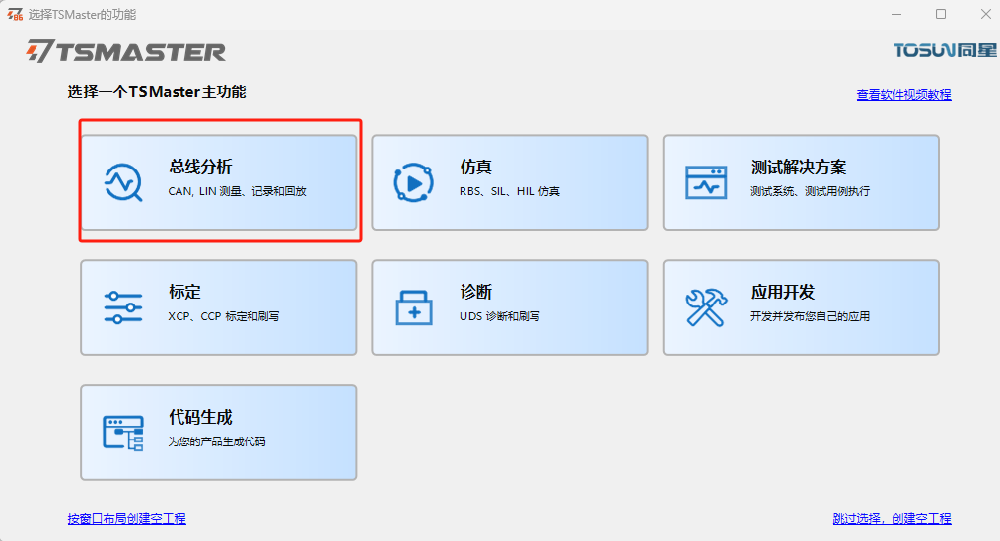 选择TSMaster的功能
TSMASTER
TOSUN同星
选择一个TSMaster主功能
查看软件视频教程
总线分析
CAN, LIN 测量、记录和回放
仿真
RBS、SIL、HIL 仿真
测试解决方案
测试系统、测试用例执行
标定
XCP、CCP 标定和刷写
诊断
UDS 诊断和刷写
应用开发
开发并发布您自己的应用
代码生成
为您的产品生成代码
按窗口布局创建空工程
跳过选择，创建空工程